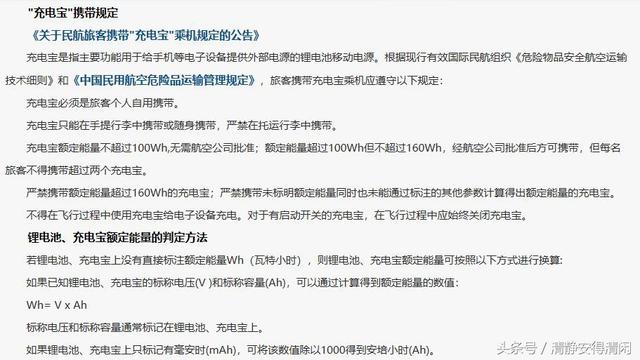 "充电宝"携带规定
《关于民航旅客携带"充电宝"乘机规定的公告》
充电宝是指主要功能用于给手机等电子设备提供外部电源的锂电池移动电源。根据现行有效国际民航组织《危险物品安全航空运输
技术细则》和《中国民用航空危险品运输管理规定》，旅客携带充电宝乘机应遵守以下规定：
充电宝必须是旅客个人自用携带。
充电宝只能在手提行李中携带或随身携带，严禁在托运行李中携带。
充电宝额定能量不超过100Wh,无需航空公司批准；额定能量超过100Wh但不超过160Wh，经航空公司批准后方可携带，但每名
旅客不得携带超过两个充电宝。
严禁携带额定能量超过160Wh的充电宝；严禁携带未标明额定能量同时也未能通过标注的其他参数计算得出额定能量的充电宝。
不得在飞行过程中使用充电宝给电子设备充电。对于有启动开关的充电宝，在飞行过程中应始终关闭充电宝。
锂电池、充电宝额定能量的判定方法
若锂电池、充电宝上没有直接标注额定能量Wh（瓦特小时），则锂电池、充电宝额定能量可按照以下方式进行换算:
如果已知锂电池、充电宝的标称电压(V )和标称容量(Ah)，可以通过计算得到额定能量的数值：
Wh= V x Ah
标称电压和标称容量通常标记在锂电池、充电宝上。
如果锂电池、充电宝上只标记有毫安时(mAh)，可将该数值除以1000得到安培小时(Ah)。
头条号／清静安得清闲